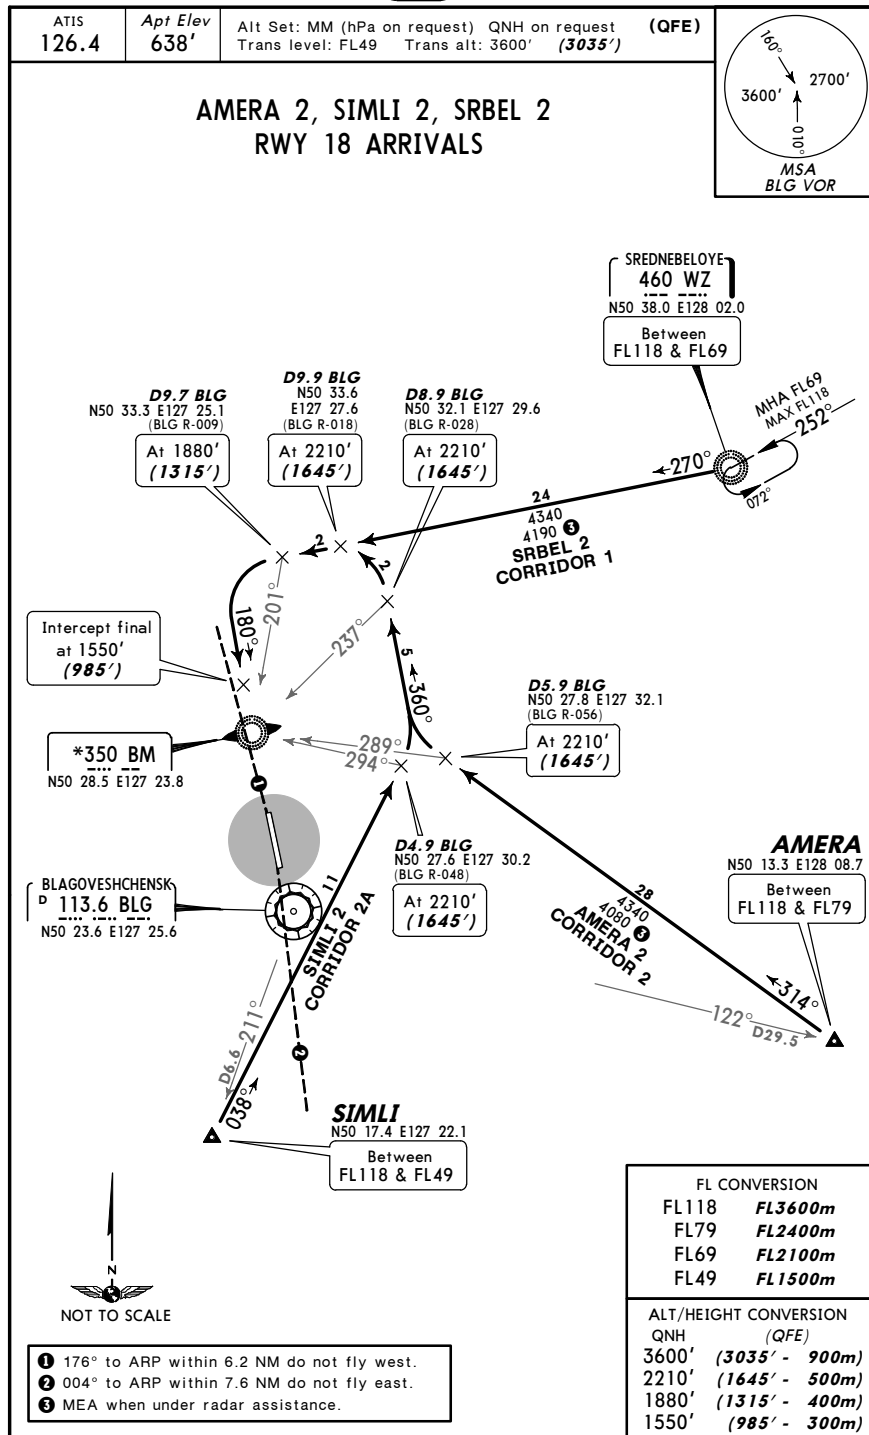 ATIS
126.4
Apt Elev
638'
Alt Set: MM (hPa on request) QNH on request (QFE)
Trans level: FL49 Trans alt: 3600' (3035')
160°
2700'
3600'
010°
MSA
BLG VOR
AMERA 2, SIMLI 2, SRBEL 2
RWY 18 ARRIVALS
SREDNEBELOYE
460 WZ
N50 38.0 E128 02.0
Between
FL118 & FL69
MHA FL69
MAX FL118
252°
072°
270°
D9.7 BLG
N50 33.3 E127 25.1
(BLG R-009)
At 1880'
(1315')
D9.9 BLG
N50 33.6
E127 27.6
(BLG R-018)
At 2210'
(1645')
D8.9 BLG
N50 32.1 E127 29.6
(BLG R-028)
At 2210'
(1645')
24
4340
4190 3
SRBEL 2
CORRIDOR 1
2
2
201°
180°
237°
Intercept final
at 1550'
(985')
5
360°
D5.9 BLG
N50 27.8 E127 32.1
(BLG R-056)
At 2210'
(1645')
*350 BM
N50 28.5 E127 23.8
289°
294°
1
D4.9 BLG
N50 27.6 E127 30.2
(BLG R-048)
At 2210'
(1645')
AMERA
N50 13.3 E128 08.7
Between
FL118 & FL79
BLAGOVESHCHENSK
D 113.6 BLG
N50 23.6 E127 25.6
11
SIMLI 2
CORRIDOR 2A
28
4340
4080 3
AMERA 2
CORRIDOR 2
314°
122°
D29.5
211°
D6.6
2
038°
SIMLI
N50 17.4 E127 22.1
Between
FL118 & FL49
N
NOT TO SCALE
1 176° to ARP within 6.2 NM do not fly west.
2 004° to ARP within 7.6 NM do not fly east.
3 MEA when under radar assistance.
FL CONVERSION
FL118 FL3600m
FL79 FL2400m
FL69 FL2100m
FL49 FL1500m
ALT/HEIGHT CONVERSION
QNH (QFE)
3600' (3035' - 900m)
2210' (1645' - 500m)
1880' (1315' - 400m)
1550' (985' - 300m)